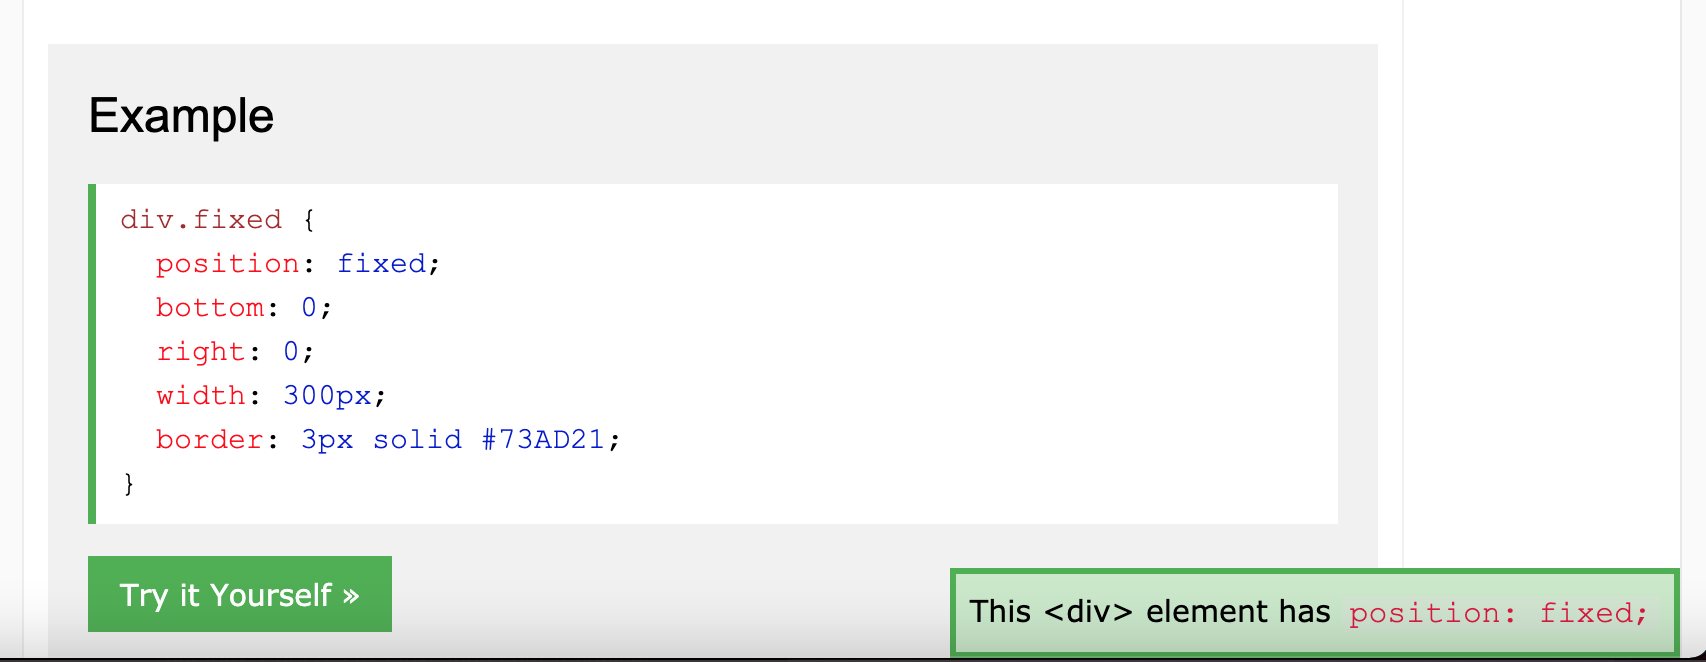 Example
div.fixed {
  position: fixed;
  bottom: 0;
  right: 0;
  width: 300px;
  border: 3px solid #73AD21;
}
Try it Yourself »
This <div> element has position: fixed;